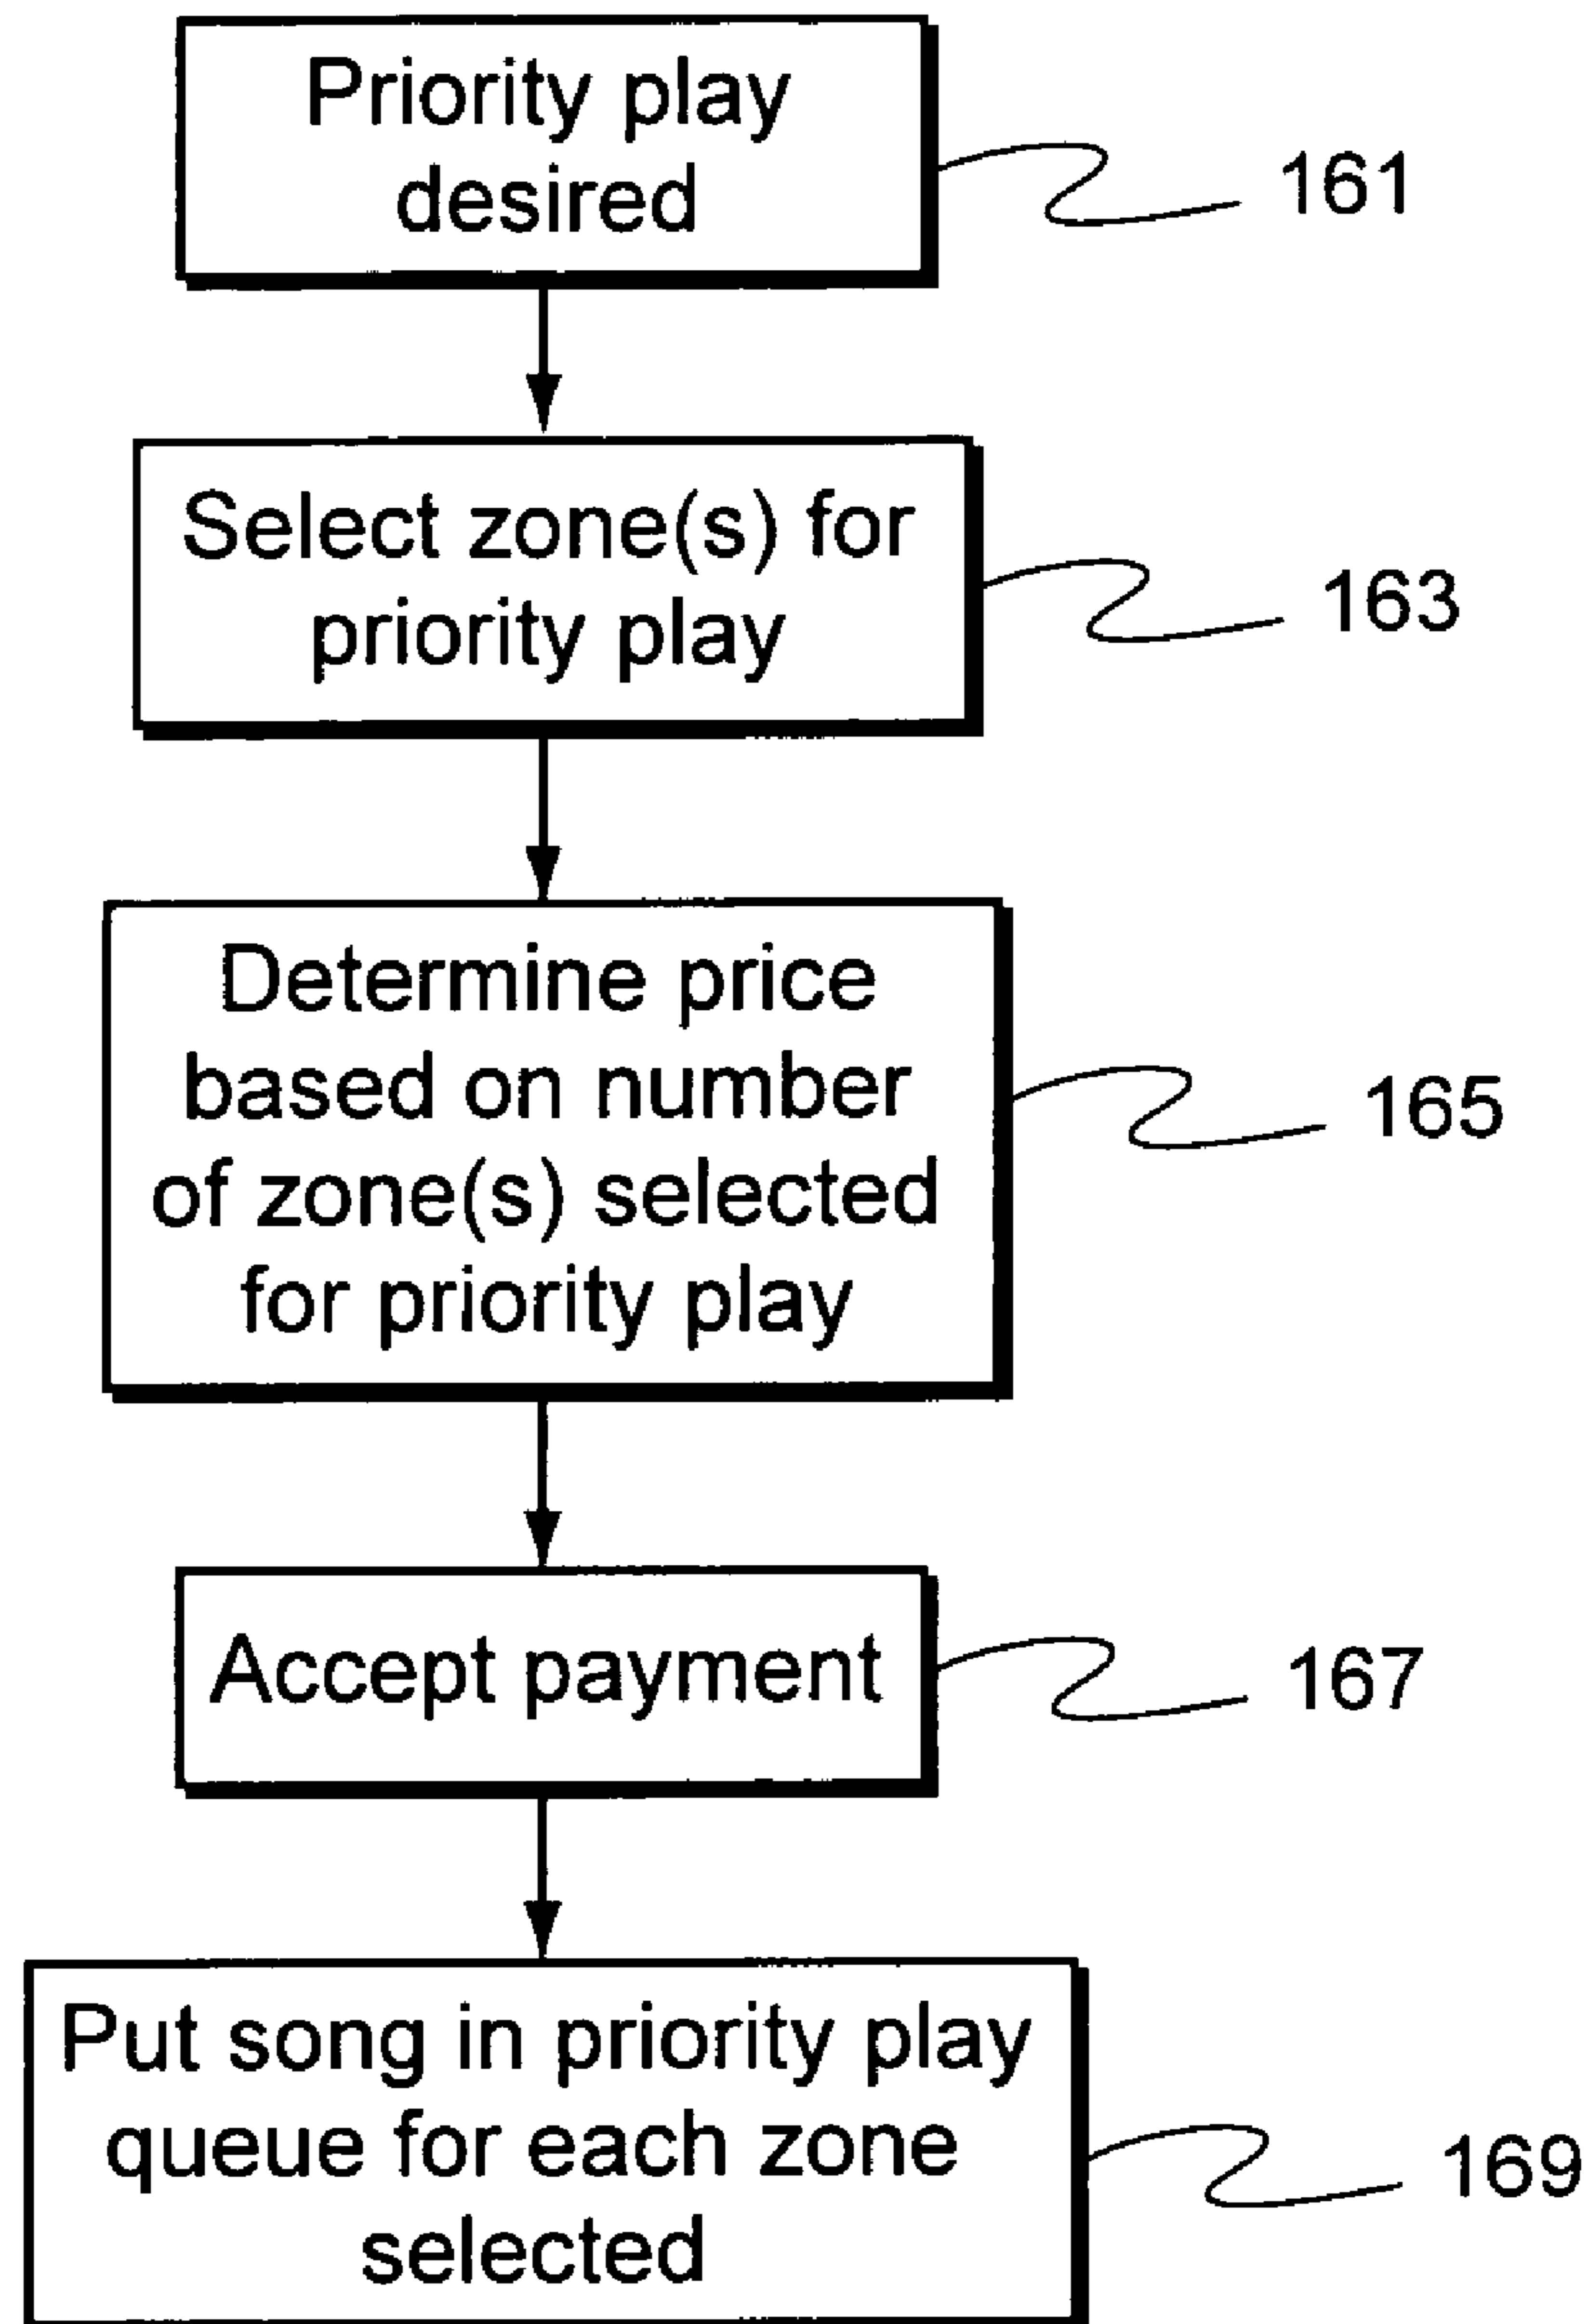 Priority play
desired
161
Select zone(s) for
priority play
163
Determine price
based on number
of zone(s) selected
for priority play
165
Accept payment
167
Put song in priority play
queue for each zone
selected
169